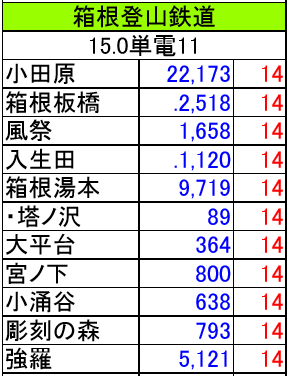 箱根登山鉄道
15.0単電11
小田原 22,173 14
箱根板橋 .2,518 14
風祭 1,658 14
入生田 .1,120 14
箱根湯本 9,719 14
・塔ノ沢 89 14
大平台 364 14
宮ノ下 800 14
小涌谷 638 14
彫刻の森 793 14
強羅 5,121 14